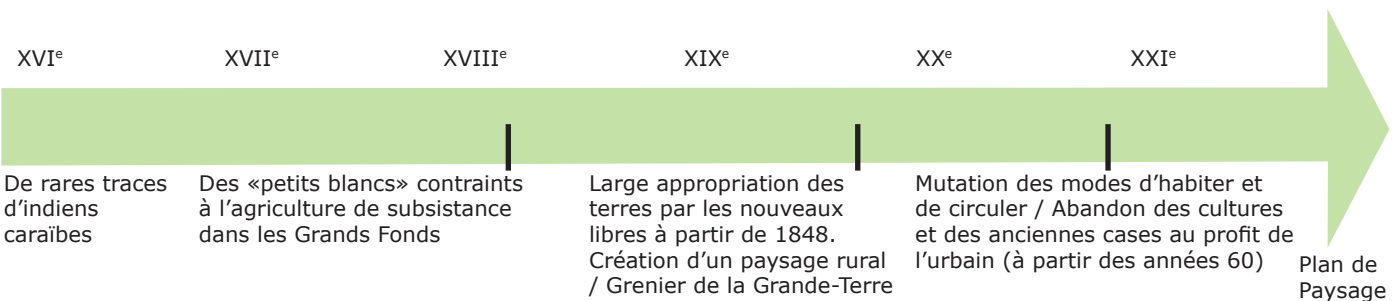 XVIe XVIIe XVIIIe XIXe XXe XXIe
De rares traces
d’indiens
caraïbes
Des «petits blancs» contraints
à l’agriculture de subsistance
dans les Grands Fonds
Large appropriation des
terres par les nouveaux
libres à partir de 1848.
Création d’un paysage rural
/ Grenier de la Grande-Terre
Mutation des modes d’habiter et
de circuler / Abandon des cultures
et des anciennes cases au profit de
l’urbain (à partir des années 60)
Plan de
Paysage